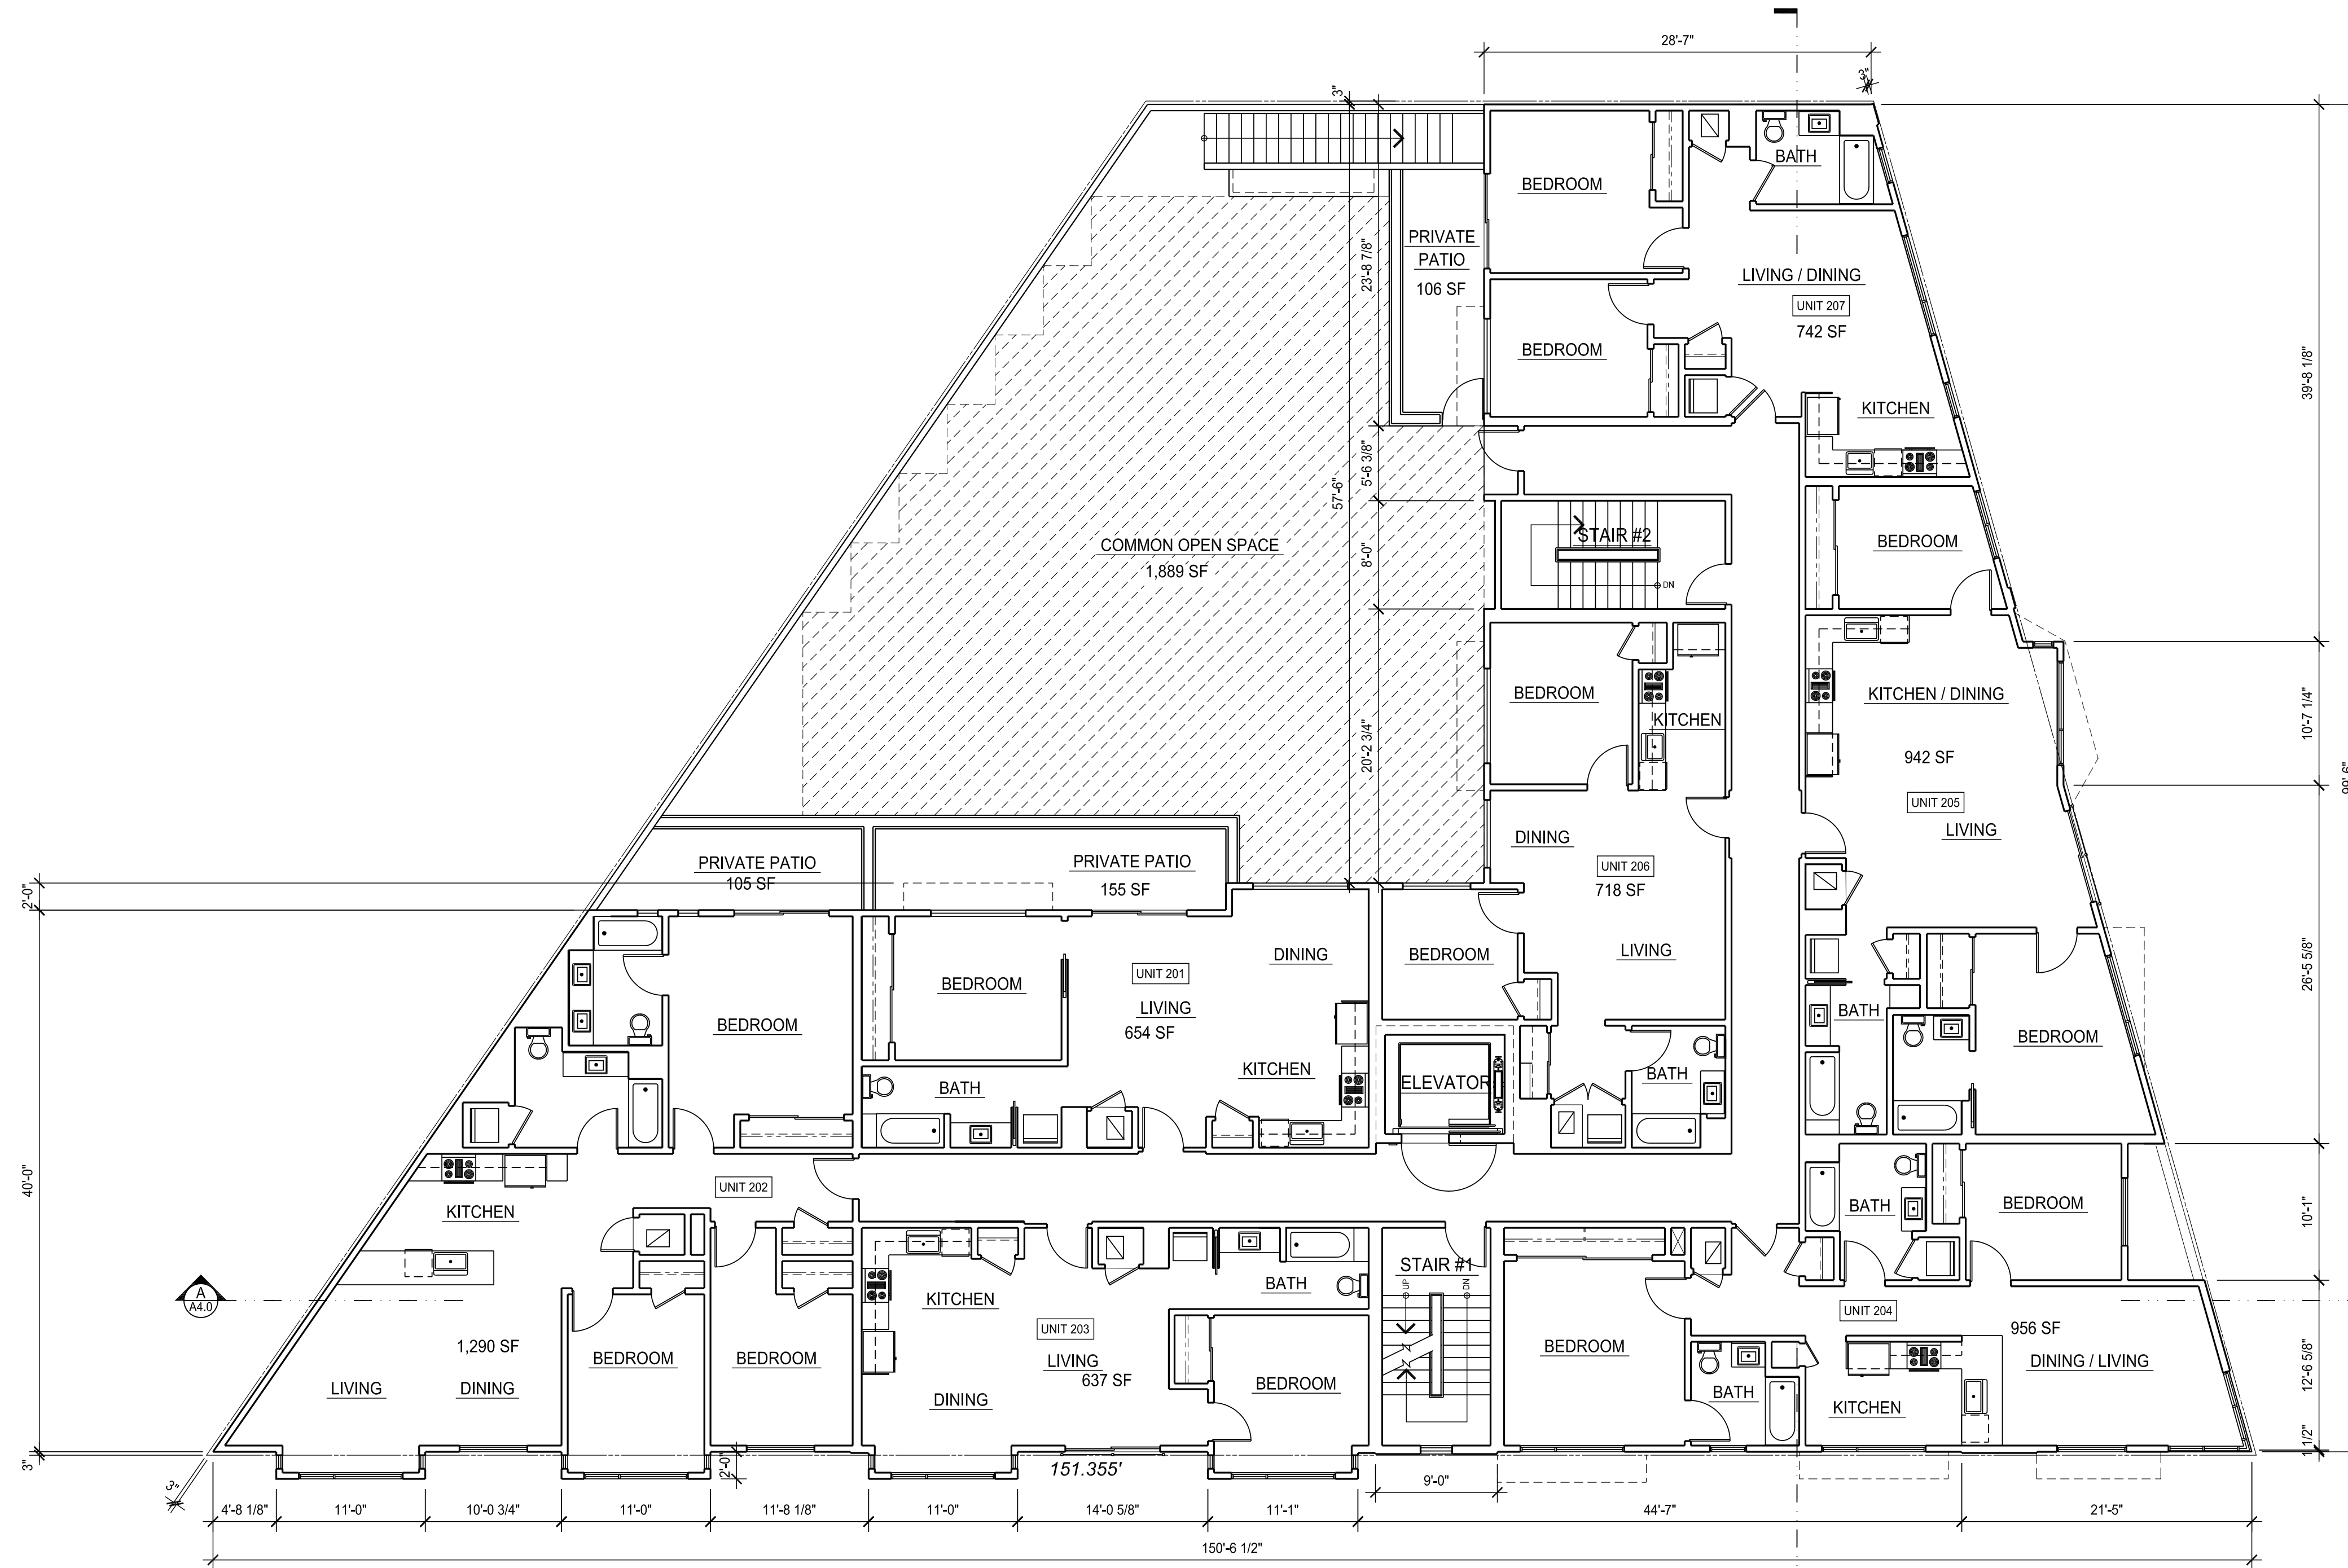 28'-7"
3"
3"
BATH
BEDROOM
PRIVATE
PATIO
106 SF
23'-8 7/8"
LIVING / DINING
UNIT 207
742 SF
BEDROOM
39'-8 1/8"
KITCHEN
5'-6 3/8"
57'-6"
COMMON OPEN SPACE
1,889 SF
8'-0"
STAIR #2
DN
BEDROOM
BEDROOM
KITCHEN
KITCHEN / DINING
10'-7 1/4"
20'-2 3/4"
942 SF
UNIT 205
LIVING
DINING
UNIT 206
718 SF
PRIVATE PATIO
105 SF
PRIVATE PATIO
155 SF
2'-0"
DINING
BEDROOM
LIVING
26'-5 5/8"
UNIT 201
BEDROOM
LIVING
654 SF
BEDROOM
BATH
BEDROOM
KITCHEN
BATH
ELEVATOR
BATH
40'-0"
UNIT 202
KITCHEN
BATH
BEDROOM
10'-1"
STAIR #1
UP
DN
BATH
A
A4.0
KITCHEN
UNIT 204
956 SF
UNIT 203
1,290 SF
BEDROOM
BEDROOM
LIVING
637 SF
BEDROOM
DINING / LIVING
LIVING
DINING
DINING
BEDROOM
BATH
KITCHEN
12'-6 5/8"
3"
3"
2'-0"
151.355'
9'-0"
1 1/2"
4'-8 1/8"
11'-0"
10'-0 3/4"
11'-0"
11'-8 1/8"
11'-0"
14'-0 5/8"
11'-1"
44'-7"
21'-5"
150'-6 1/2"